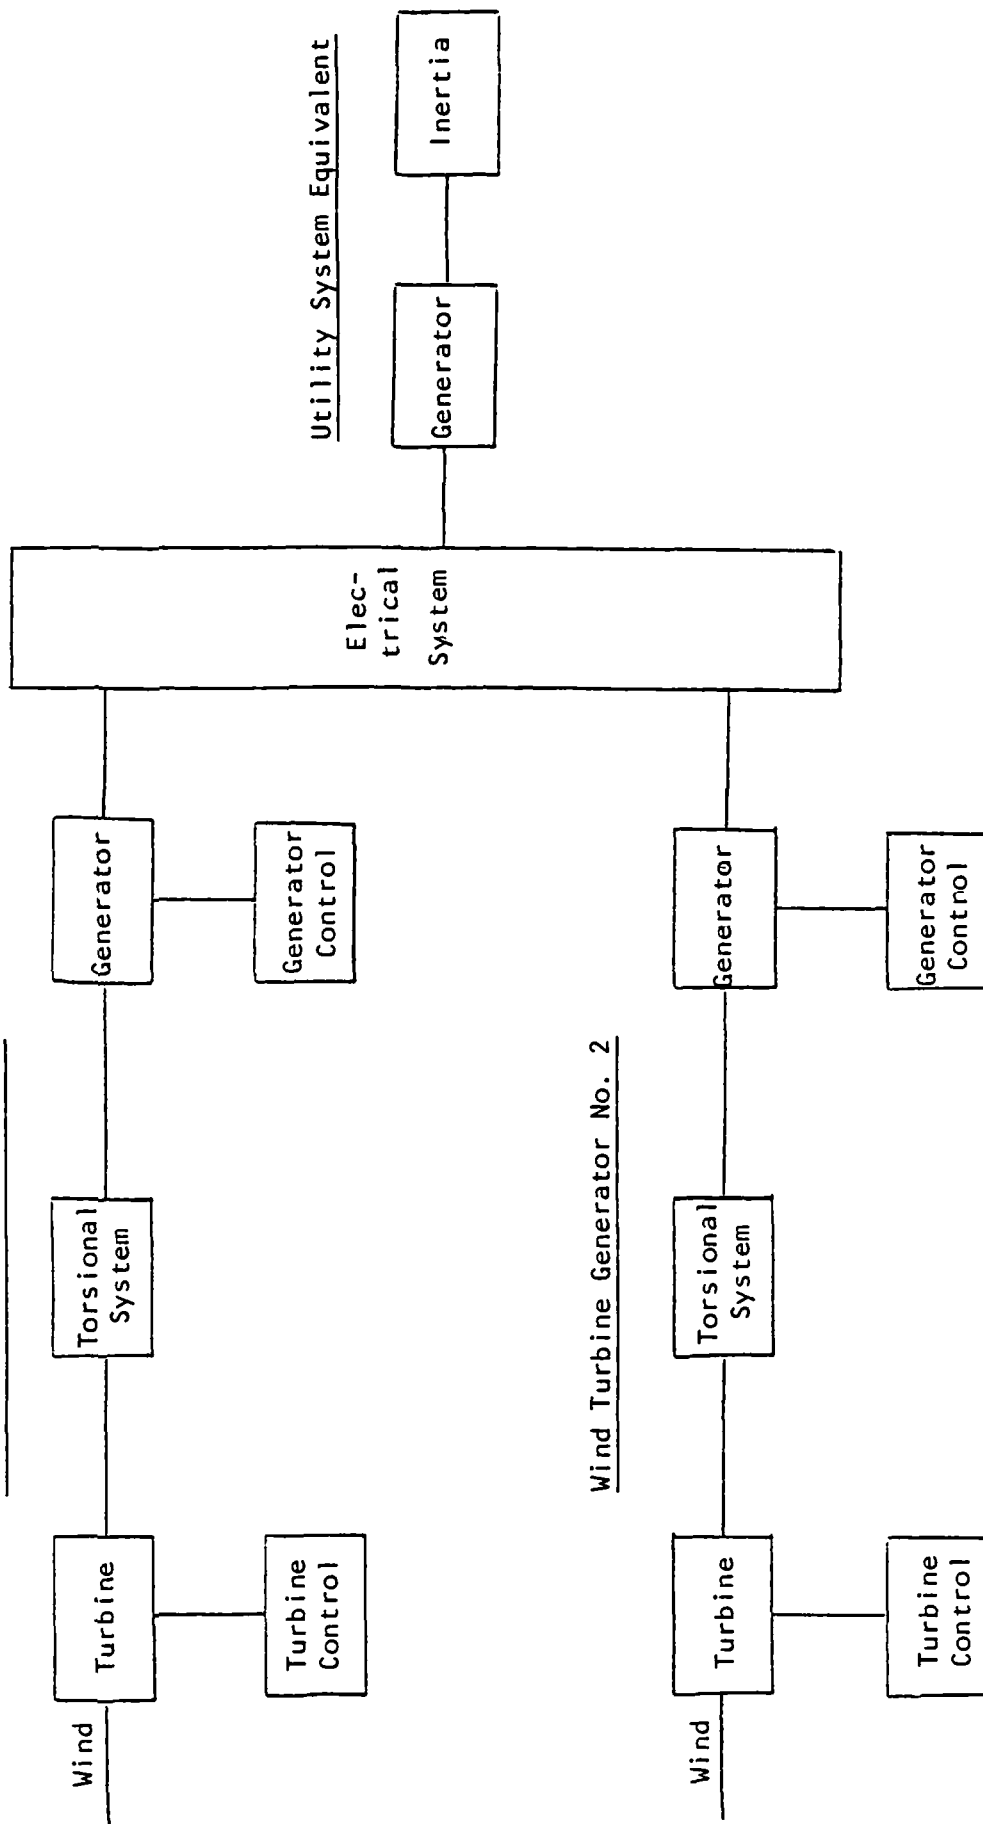 Wind
Turbine
Turbine
Control
Torsional
System
Generator
Generator
Control
Elec-
trical
System
Utility System Equivalent
Generator
Inertia
Wind Turbine Generator No. 2
Wind
Turbine
Turbine
Control
Torsional
System
Generator
Generator
Control